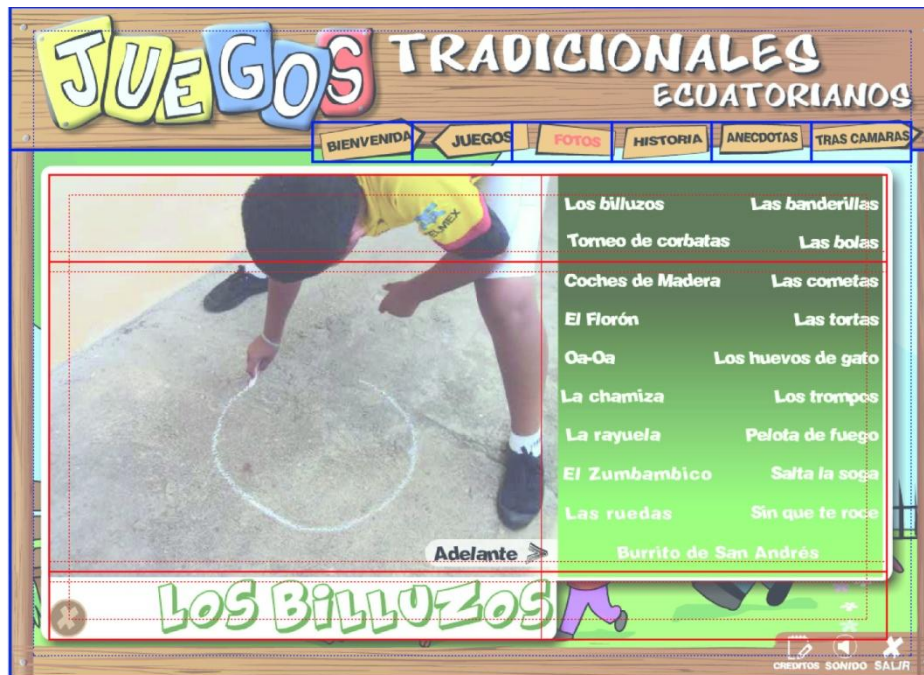 JUEGOS TRADICIONALES
ECUATORIANOS
BIENVENIDA JUEGOS FOTOS HISTORIA ANECDOTAS TRAS CAMARAS
ELMEX
Los billuzos Las banderillas
Torneo de corbatas Las bolas
Coches de Madera Las cometas
El Florón Las tortas
Oa-Oa Los huevos de gato
La chamiza Los trompos
La rayuela Pelota de fuego
El Zumbambico Salta la soga
Las ruedas Sin que te roce
Adelante Burrito de San Andrés
LOS BiLLUZOS
CREDITOS SONIDO SALIR